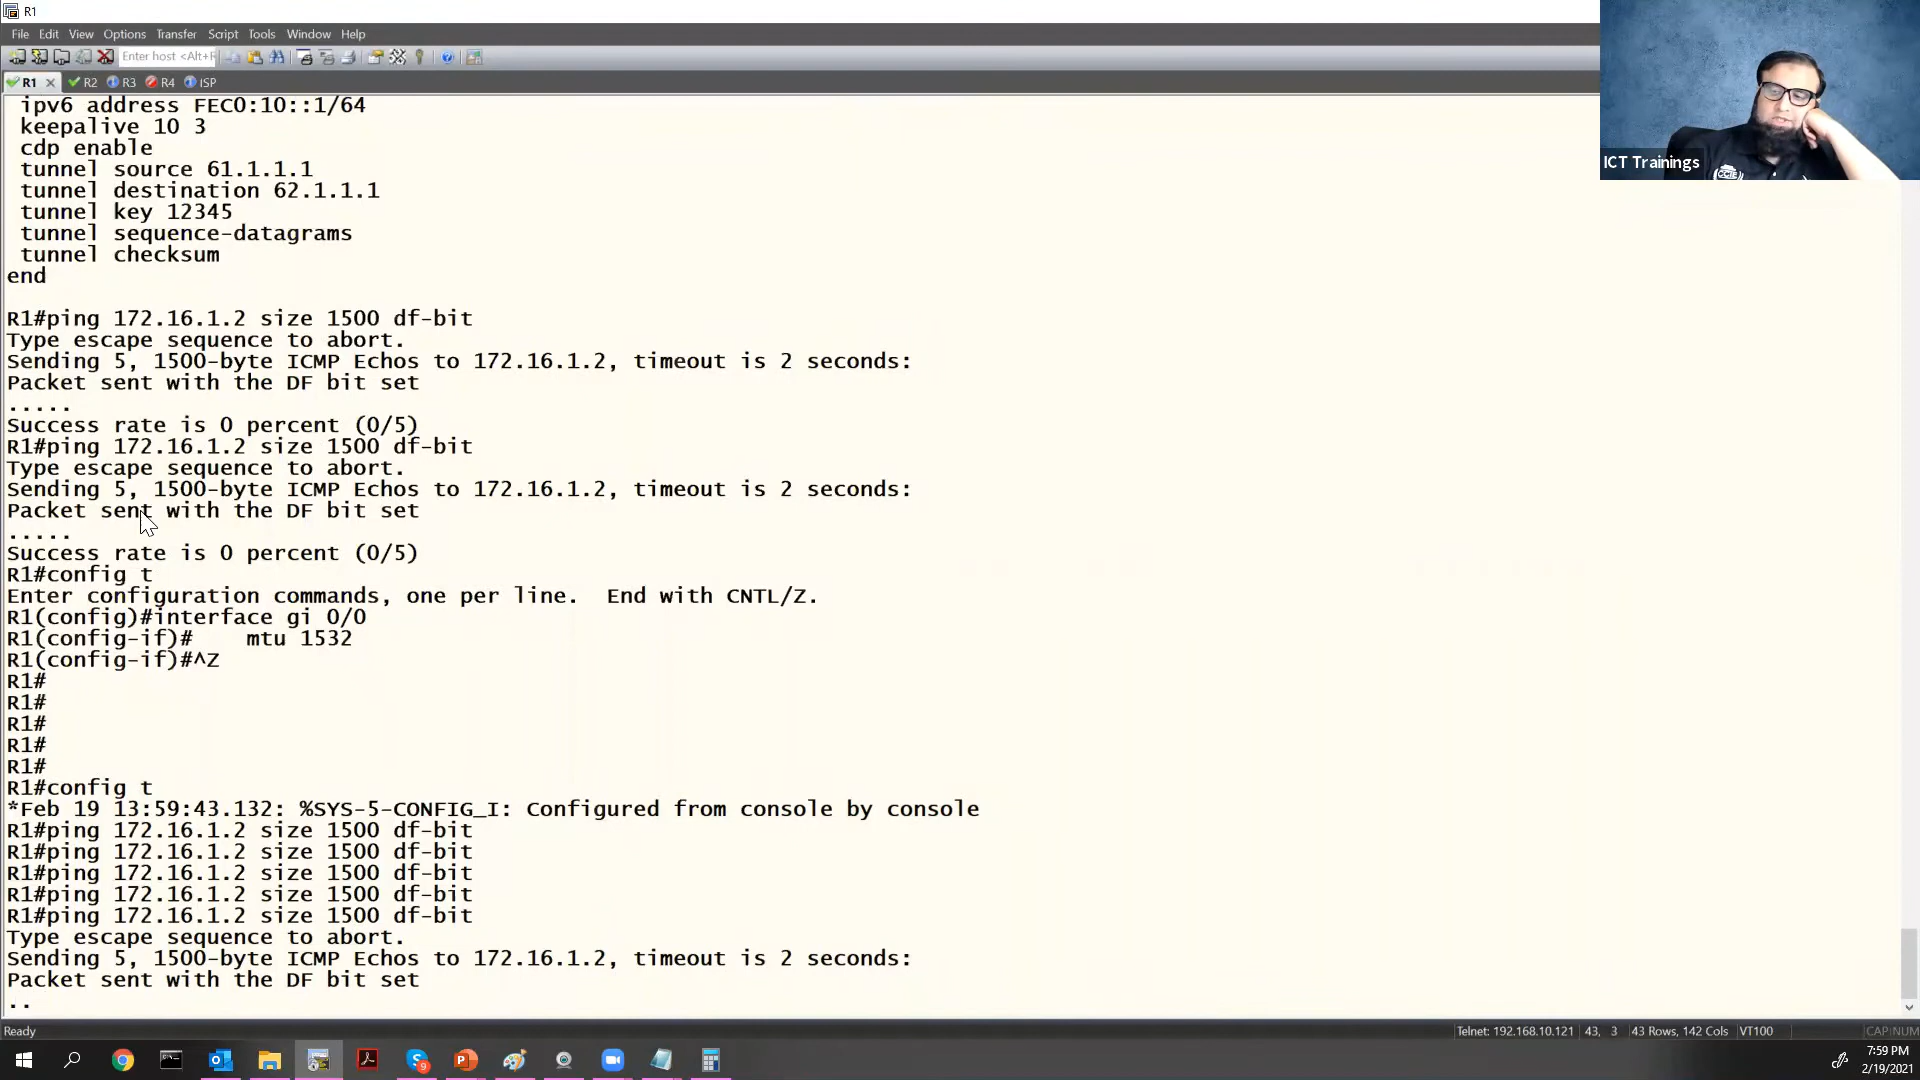 R1
File Edit View Options Transfer Script Tools Window Help
Enter host <Alt+R
R1 R2 R3 R4 ISP
ipv6 address FEC0:10::1/64
keepalive 10 3
cdp enable
tunnel source 61.1.1.1
tunnel destination 62.1.1.1
tunnel key 12345
tunnel sequence-datagrams
tunnel checksum
end
R1#ping 172.16.1.2 size 1500 df-bit
Type escape sequence to abort.
Sending 5, 1500-byte ICMP Echos to 172.16.1.2, timeout is 2 seconds:
Packet sent with the DF bit set
.....
Success rate is 0 percent (0/5)
R1#ping 172.16.1.2 size 1500 df-bit
Type escape sequence to abort.
Sending 5, 1500-byte ICMP Echos to 172.16.1.2, timeout is 2 seconds:
Packet sent with the DF bit set
.....
Success rate is 0 percent (0/5)
R1#config t
Enter configuration commands, one per line.  End with CNTL/Z.
R1(config)#interface gi 0/0
R1(config-if)#    mtu 1532
R1(config-if)#^Z
R1#
R1#
R1#
R1#
R1#
R1#config t
*Feb 19 13:59:43.132: %SYS-5-CONFIG_I: Configured from console by console
R1#ping 172.16.1.2 size 1500 df-bit
R1#ping 172.16.1.2 size 1500 df-bit
R1#ping 172.16.1.2 size 1500 df-bit
R1#ping 172.16.1.2 size 1500 df-bit
R1#ping 172.16.1.2 size 1500 df-bit
Type escape sequence to abort.
Sending 5, 1500-byte ICMP Echos to 172.16.1.2, timeout is 2 seconds:
Packet sent with the DF bit set
..
ICT Trainings
CCIE
Ready
Telnet: 192.168.10.121 43, 3 43 Rows, 142 Cols VT100 CAP NUM
9
7:59 PM
2/19/2021